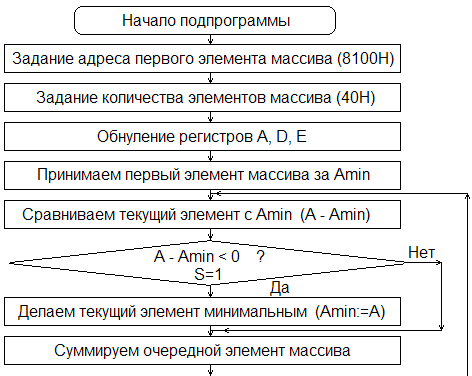 Начало подпрограммы
Задание адреса первого элемента массива (8100H)
Задание количества элементов массива (40H)
Обнуление регистров A, D, E
Принимаем первый элемент массива за Amin
Сравниваем текущий элемент с Amin (A - Amin)
A - Amin < 0 ?
S=1
Нет
Да
Делаем текущий элемент минимальным (Amin:=A)
Суммируем очередной элемент массива